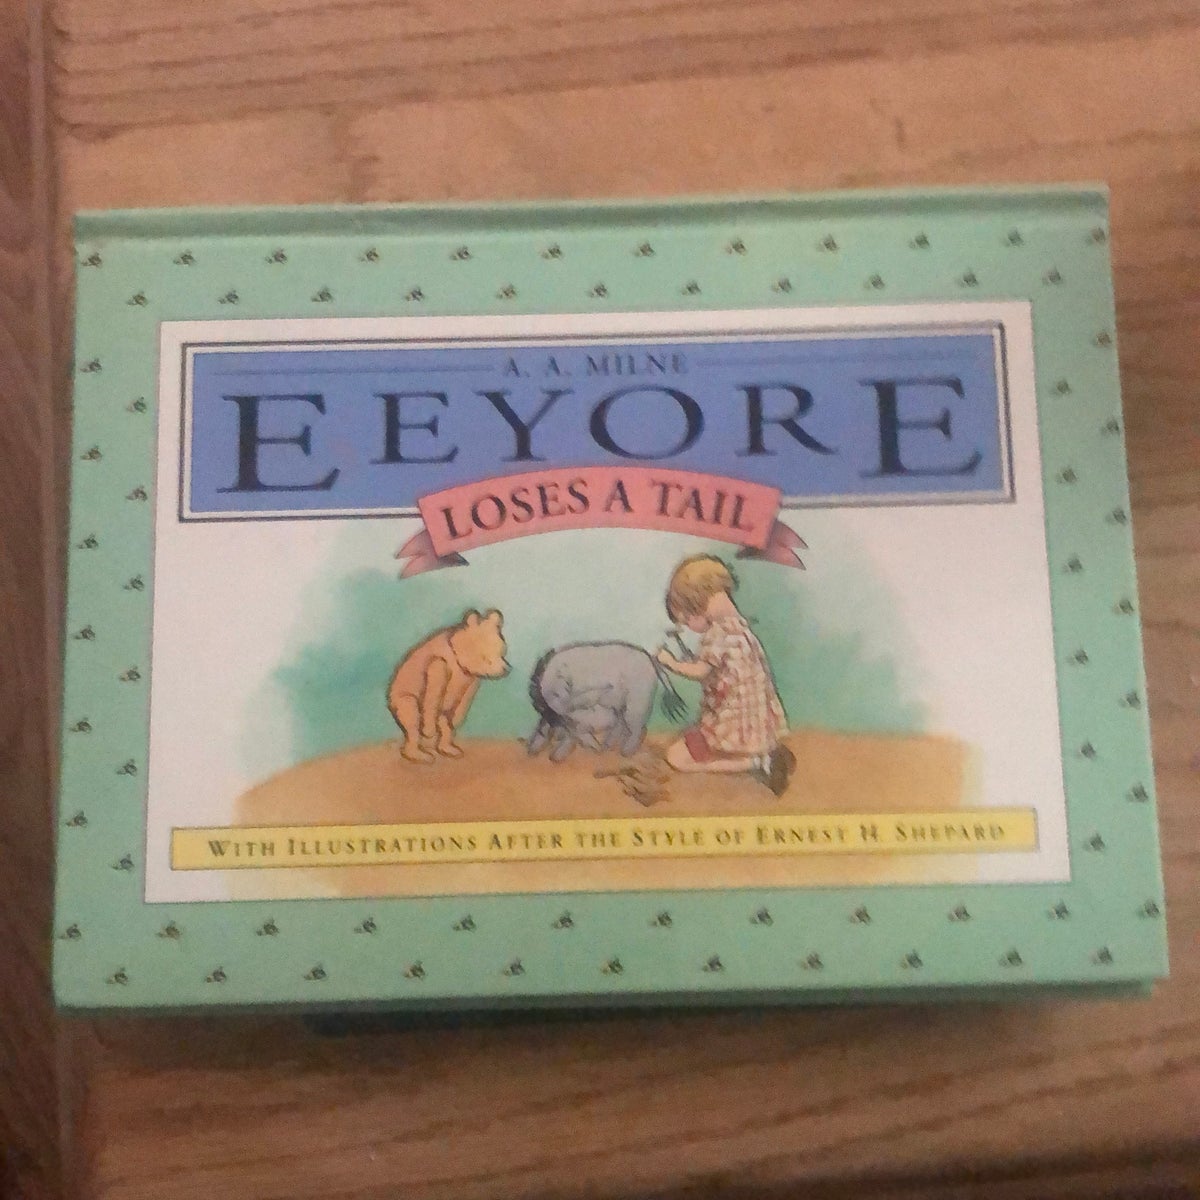 A. A. MILNE
EEYORE
LOSES A TAIL
WITH ILLUSTRATIONS AFTER THE STYLE OF ERNEST H. SHEPARD